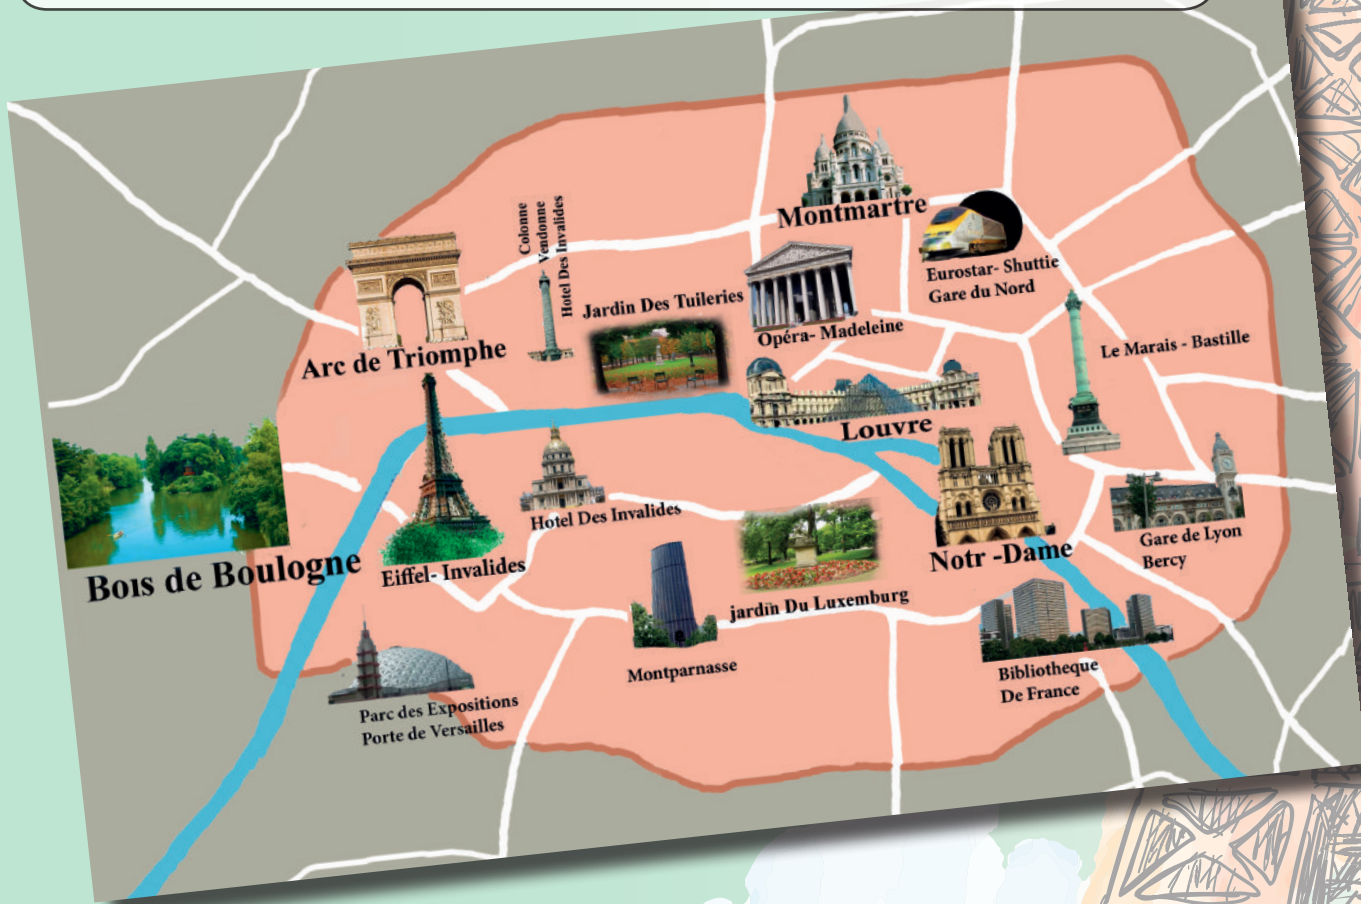 Montmartre
Eurostar- Shuttie
Gare du Nord
Colonne
Vendonne
Hotel Des Invalides
Jardin Des Tuileries
Opéra- Madeleine
Arc de Triomphe
Le Marais - Bastille
Louvre
Hotel Des Invalides
Gare de Lyon
Bercy
Notr -Dame
Bois de Boulogne
Eiffel- Invalides
jardin Du Luxemburg
Montparnasse
Bibliotheque
De France
Parc des Expositions
Porte de Versailles